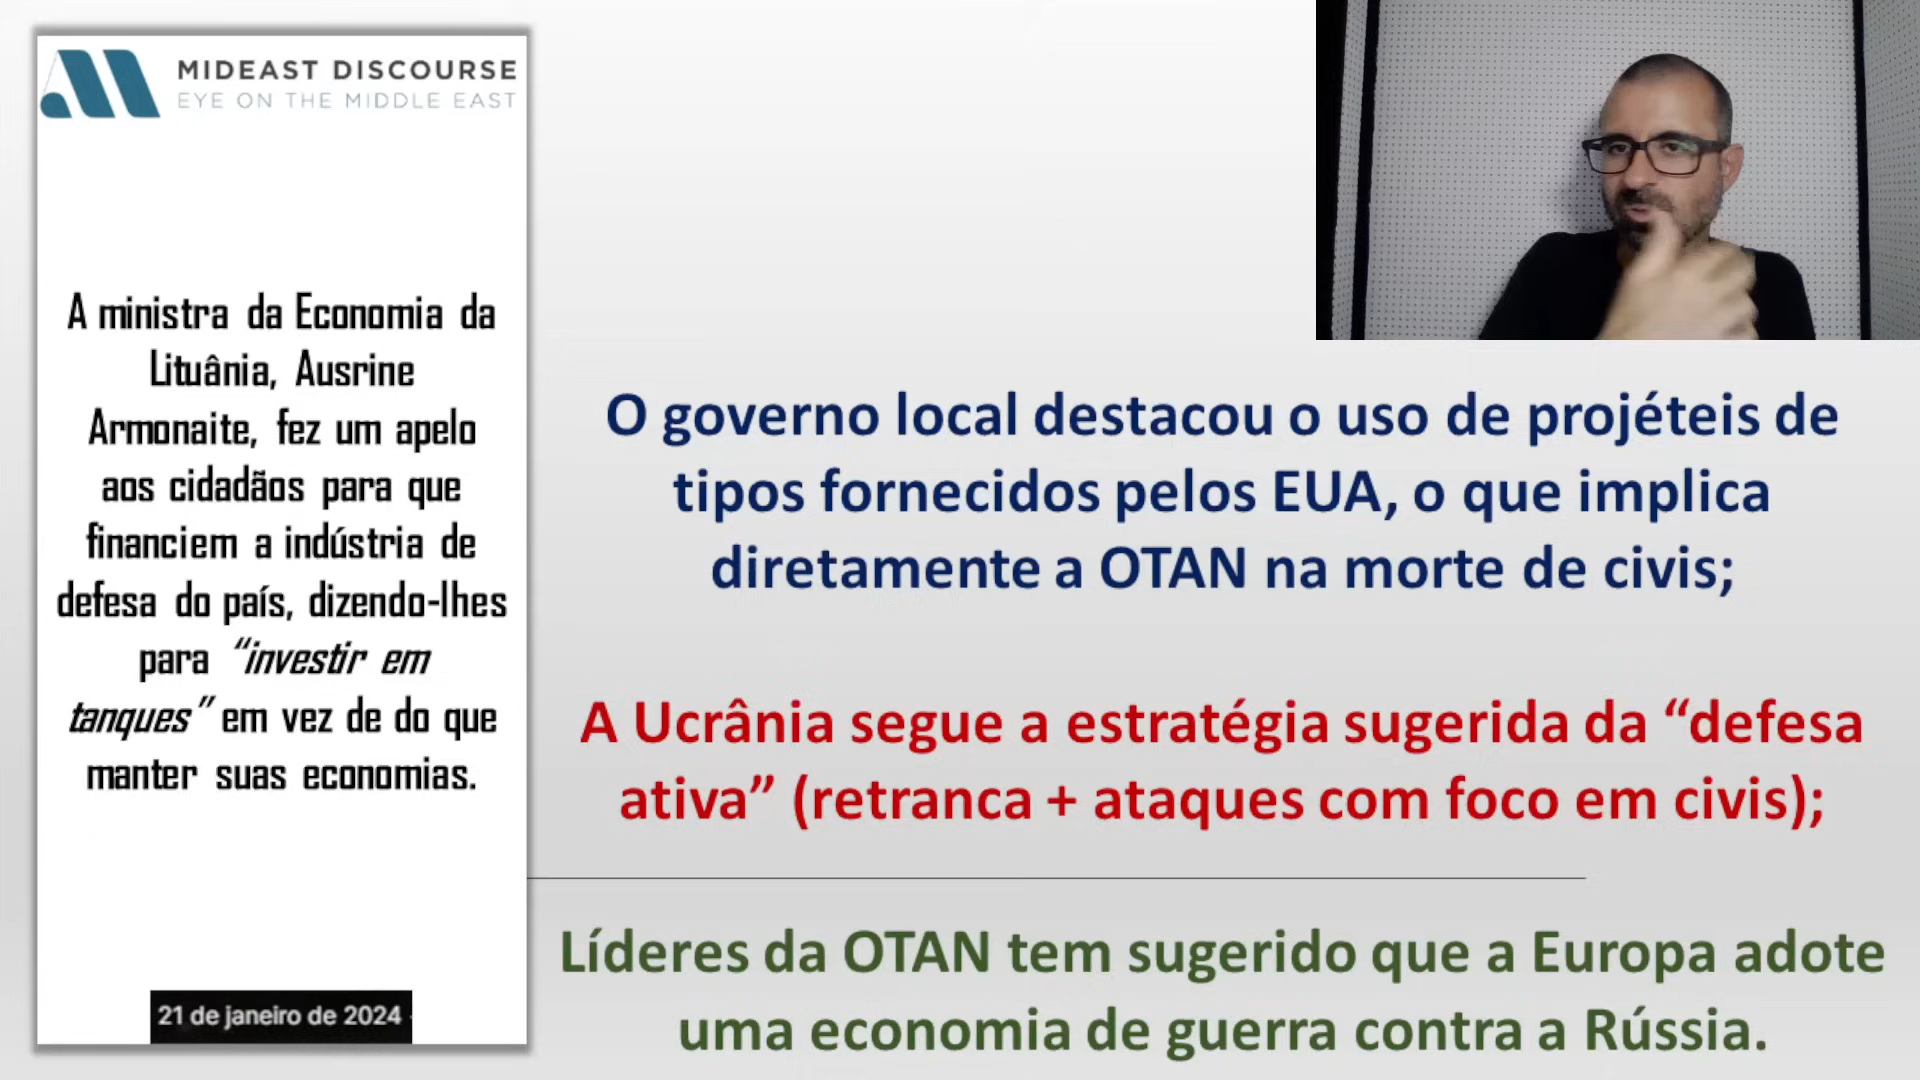 MIDEAST DISCOURSE
EYE ON THE MIDDLE EAST
A ministra da Economia da
Lituânia, Ausrine
Armonaite, fez um apelo
aos cidadãos para que
financiem a indústria de
defesa do país, dizendo-lhes
para “investir em
tanques” em vez de do que
manter suas economias.
21 de janeiro de 2024
O governo local destacou o uso de projéteis de
tipos fornecidos pelos EUA, o que implica
diretamente a OTAN na morte de civis;
A Ucrânia segue a estratégia sugerida da “defesa
ativa” (retranca + ataques com foco em civis);
Líderes da OTAN tem sugerido que a Europa adote
uma economia de guerra contra a Rússia.